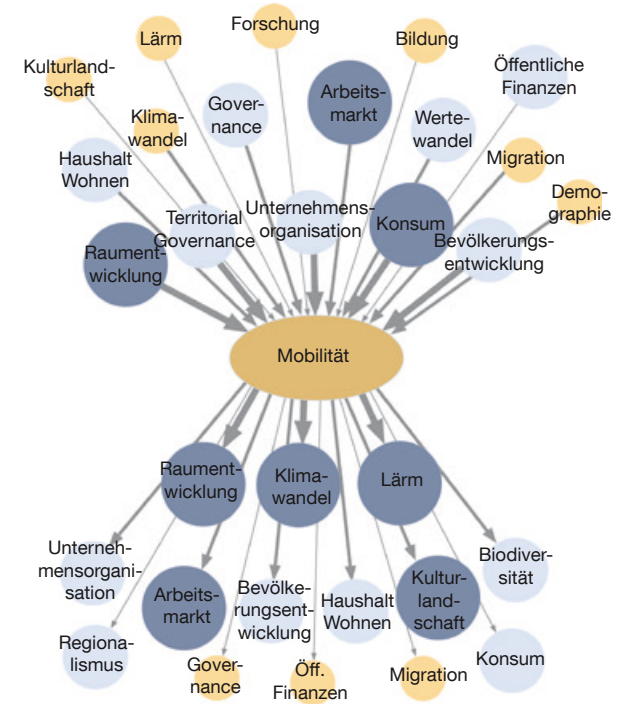 Forschung
Lärm
Bildung
Kulturland-
schaft
Öffentliche
Finanzen
Arbeits-
markt
Gover-
nance
Klima-
wandel
Werte-
wandel
Haushalt
Wohnen
Migration
Demo-
graphie
Territorial
Governance
Unternehmens-
organisation
Konsum
Bevölkerungs-
entwicklung
Raument-
wicklung
Mobilität
Raument-
wicklung
Klima-
wandel
Lärm
Unterneh-
mensorgani-
sation
Biodiver-
sität
Arbeits-
markt
Bevölke-
rungsent-
wicklung
Haushalt
Wohnen
Kultur-
land-
schaft
Regiona-
lismus
Gover-
nance
Öff.
Finanzen
Migration
Konsum